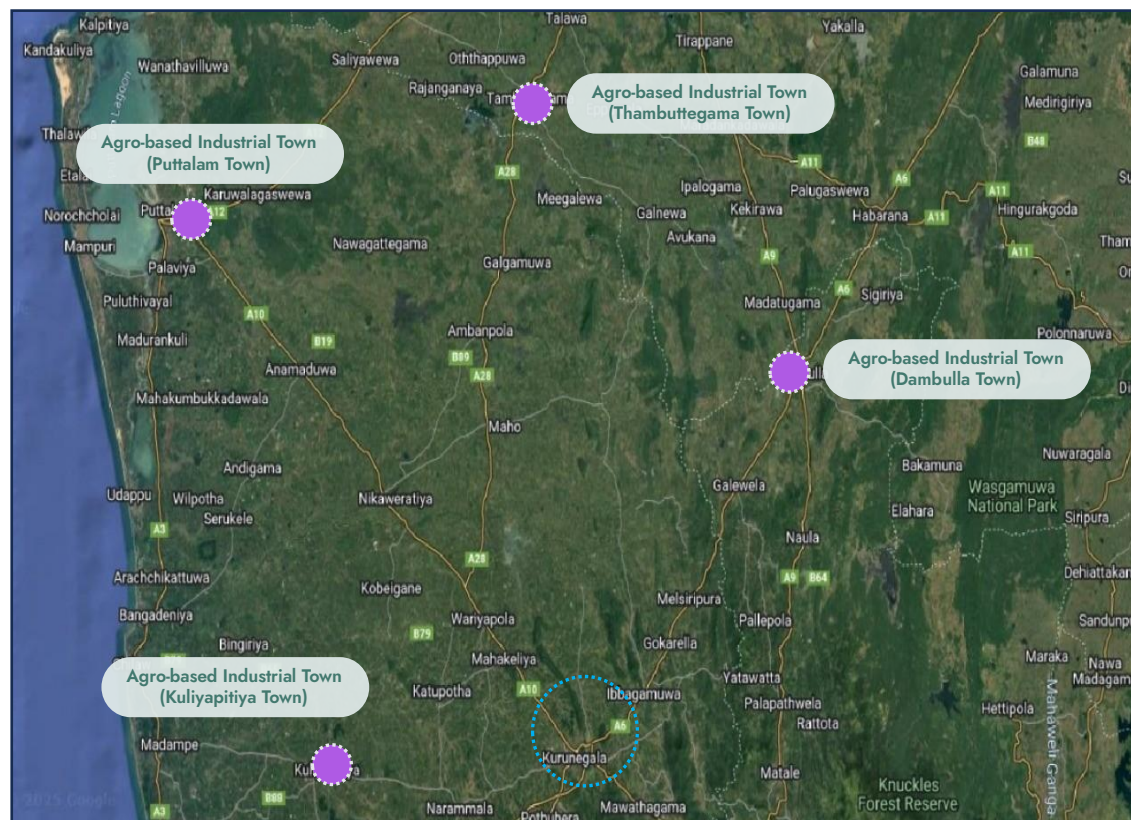 Kalpitiya
Talawa
Yakalla
Kandakuliya
Tirappane
Wanathavilluwa
Saliyawewa
Oththappuwa
Galamuna
Lagoon
Rajanganaya
Agro-based Industrial Town
(Thambuttegama Town)
Medirigiriya
Agro-based Industrial Town
(Puttalam Town)
B48
A11
A28
A6
Karuwalagaswewa
Meegalewa
Ipalogama
Palugaswewa
A11
Norochcholai
A12
Galnewa
Kekirawa
Habarana
A11
Hingurakgoda
Mampuri
Nawagattegama
Avukana
A9
A11
Palaviya
Galgamuwa
Puluthivayal
A10
Madatugama
A6
Sigiriya
Madurankuli
B19
Ambanpola
Polonnaruwa
Anamaduwa
B89
A28
Agro-based Industrial Town
(Dambulla Town)
Mahakumbukkadawala
Maho
Andigama
Bakamuna
Nuwaragala
Udappu
Wilpotha
Nikaweratiya
Galewela
Wasgamuwa
National Park
Serukele
Elahara
Siripura
A3
Naula
A28
Arachchikattuwa
Kobeigane
A9
B64
Dehiattakan
Bangadeniya
Melsiripura
Wariyapola
Pallepola
Sandunpu
B79
Bingiriya
Gokarella
Mahakeliya
Maraka
Nawa
Madagam
Agro-based Industrial Town
(Kuliyapitiya Town)
Katupotha
A10
Ibbagamuwa
Yatawatta
Palapathwela
Hettipola
A6
Rattota
Mahaweli Ganga
Madampe
Kurunegala
Matale
Knuckles
Forest Reserve
B88
A3
Narammala
Mawathagama
Pothuhera